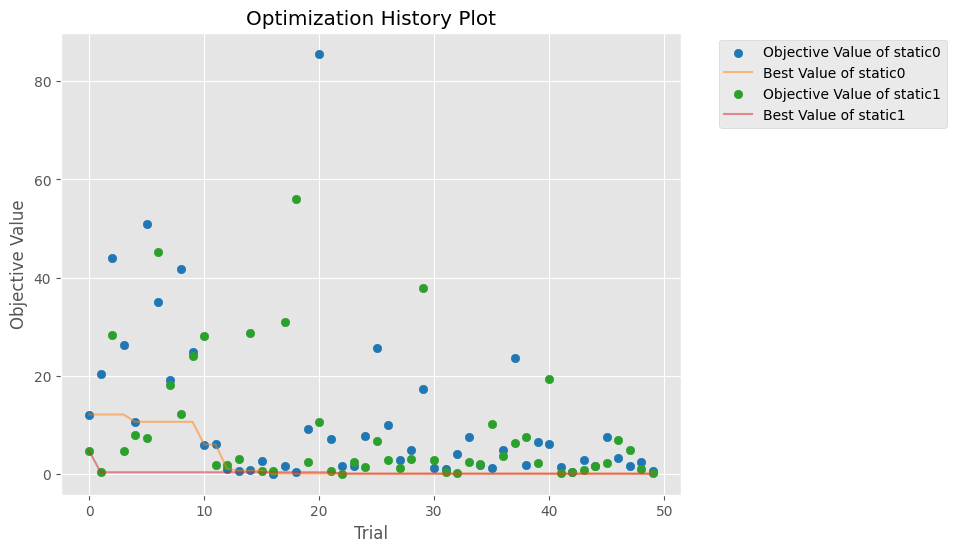 Optimization History Plot
Objective Value of static0
Best Value of static0
Objective Value of static1
Best Value of static1
Objective Value
80
60
40
20
0
0 10 20 30 40 50
Trial